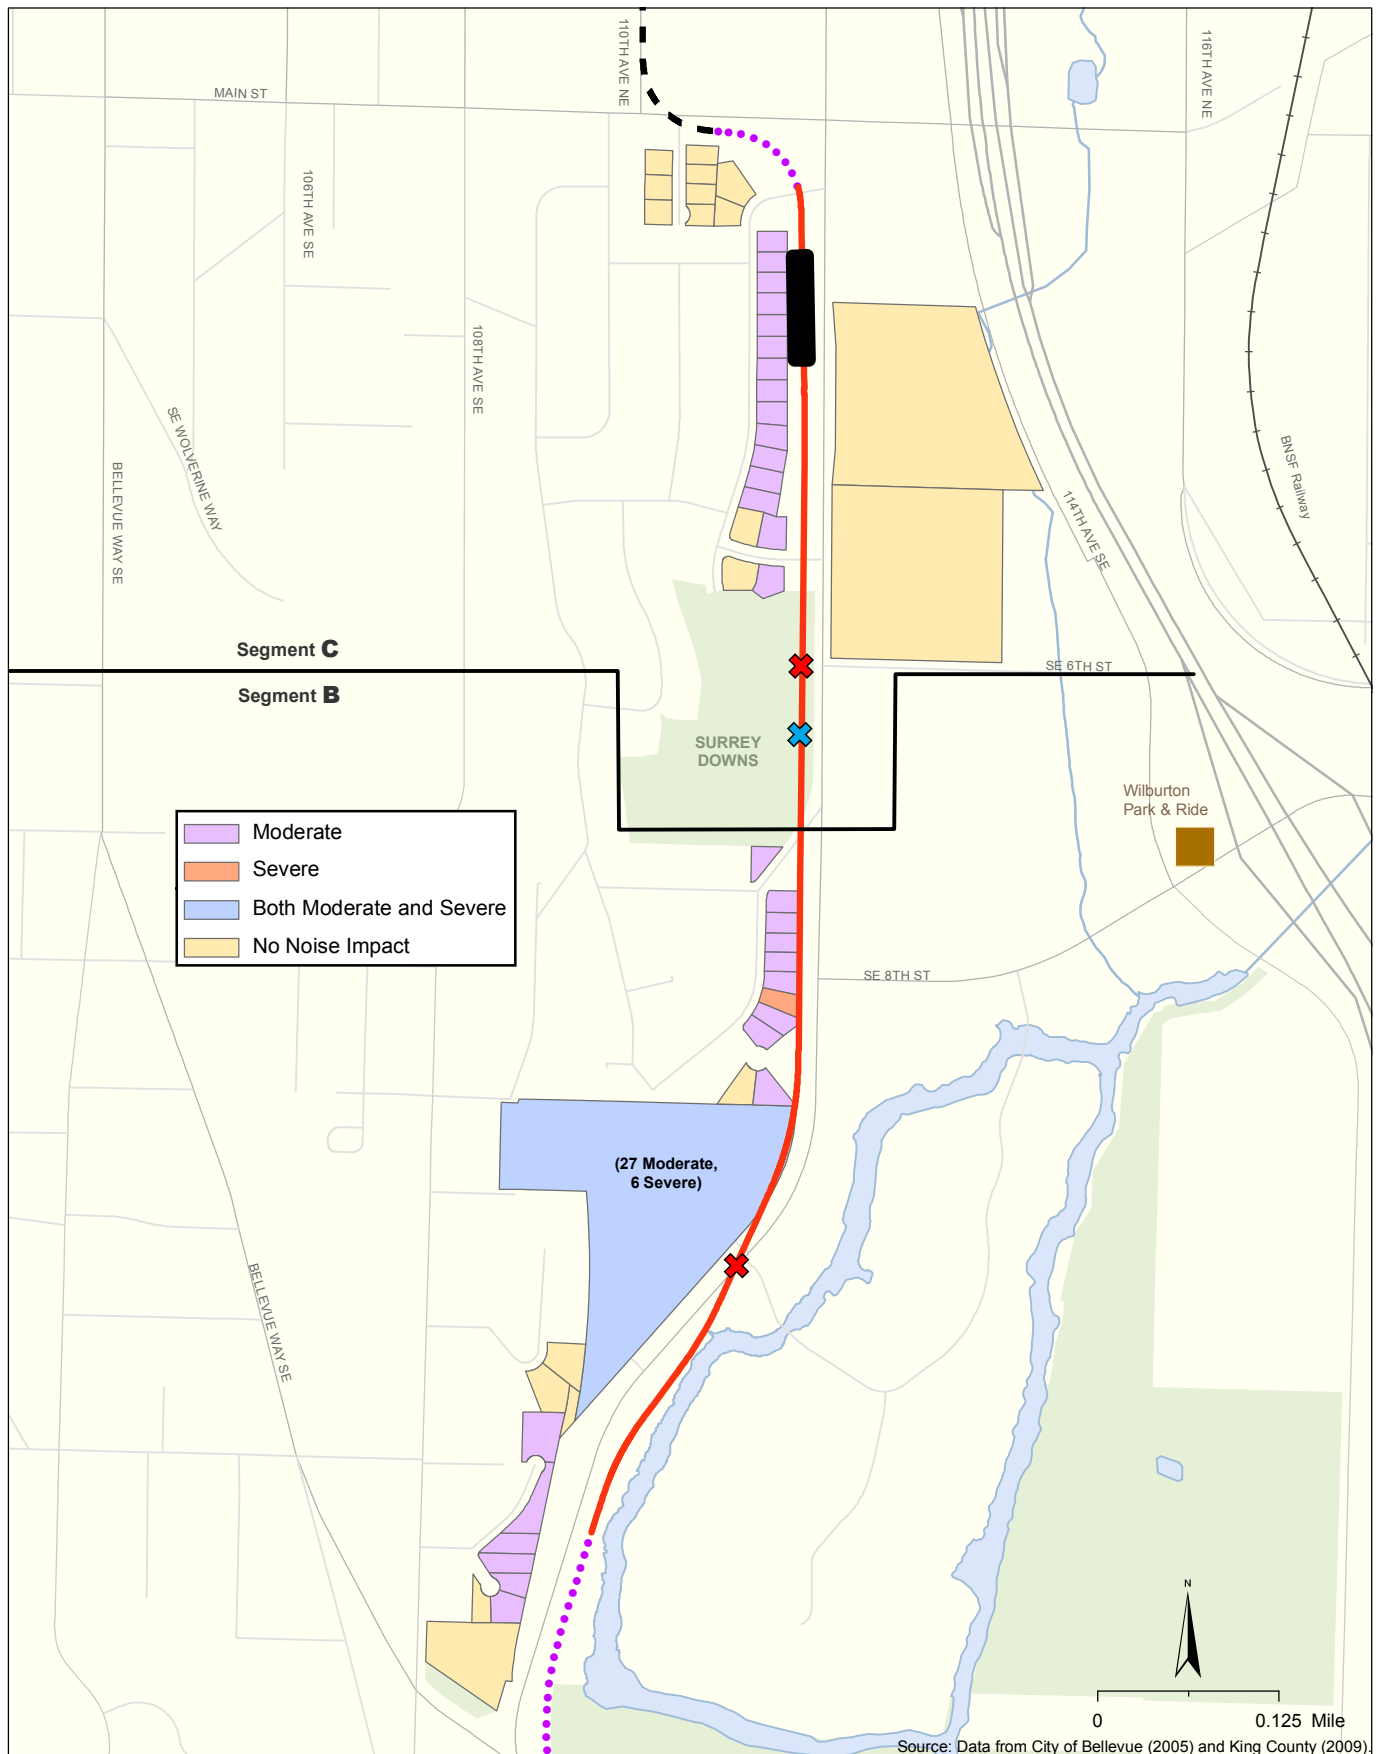 110TH AVE NE
116TH AVE NE
MAIN ST
106TH AVE SE
108TH AVE SE
SE WOLVERINE WAY
BELLEVUE WAY SE
BNSF Railway
114TH AVE SE
Segment C
SE 6TH ST
Segment B
SURREY
DOWNS
Wilburton
Park & Ride
Moderate
Severe
Both Moderate and Severe
No Noise Impact
SE 8TH ST
(27 Moderate,
6 Severe)
BELLEVUE WAY SE
N
0 0.125 Mile
Source: Data from City of Bellevue (2005) and King County (2009).